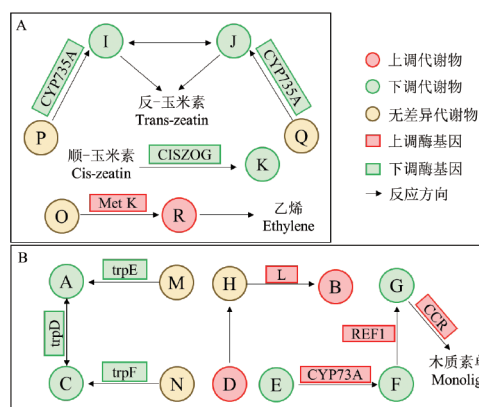 A
I
J
CYP735A
CYP735A
P
Q
反-玉米素
Trans-zeatin
顺-玉米素
Cis-zeatin
CISZOG
K
O
Met K
R
乙烯
Ethylene
上调代谢物
下调代谢物
无差异代谢物
上调酶基因
下调酶基因
反应方向
B
A
trpE
M
H
L
B
G
trpD
REF1
CCR
C
trpF
N
D
E
CYP73A
F
木质素单
Monolig